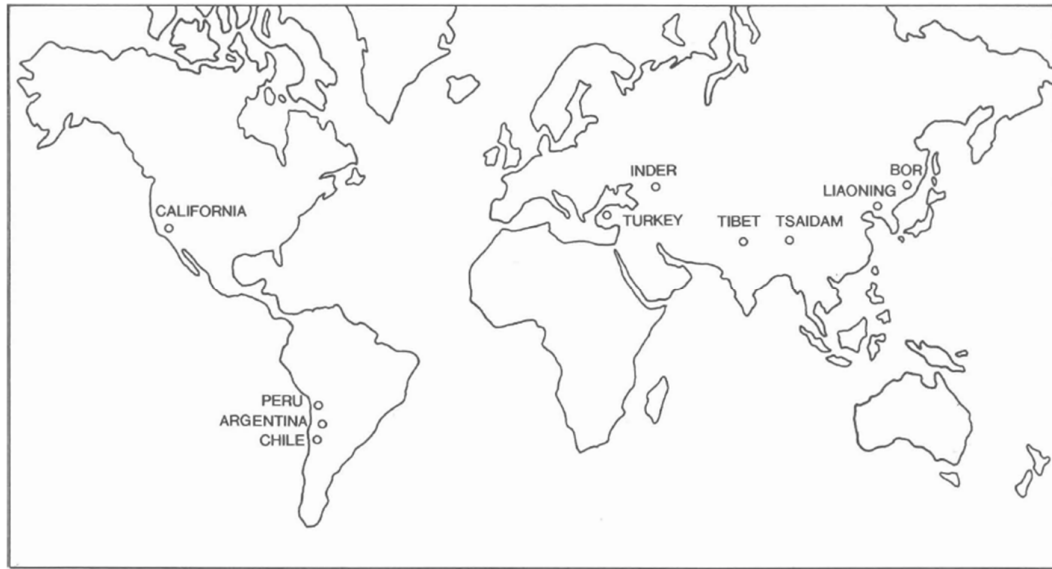 INDER
BOR
LIAONING
CALIFORNIA
TURKEY
TIBET
TSAIDAM
PERU
ARGENTINA
CHILE